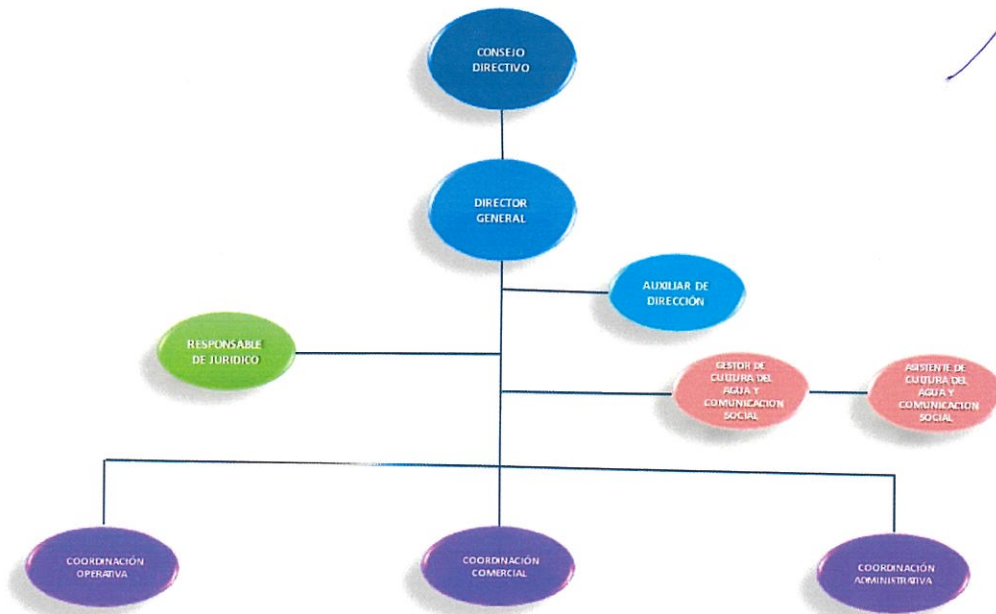 CONSEJO
DIRECTIVO
DIRECTOR
GENERAL
AUXILIAR DE
DIRECCIÓN
RESPONSABLE
DE JURIDICO
GESTOR DE
CULTURA DEL
AGUA Y
COMUNICACION
SOCIAL
ASISTENTE DE
CULTURA DEL
AGUA Y
COMUNICACION
SOCIAL
COORDINACIÓN
OPERATIVA
COORDINACIÓN
COMERCIAL
COORDINACIÓN
ADMINISTRATIVA